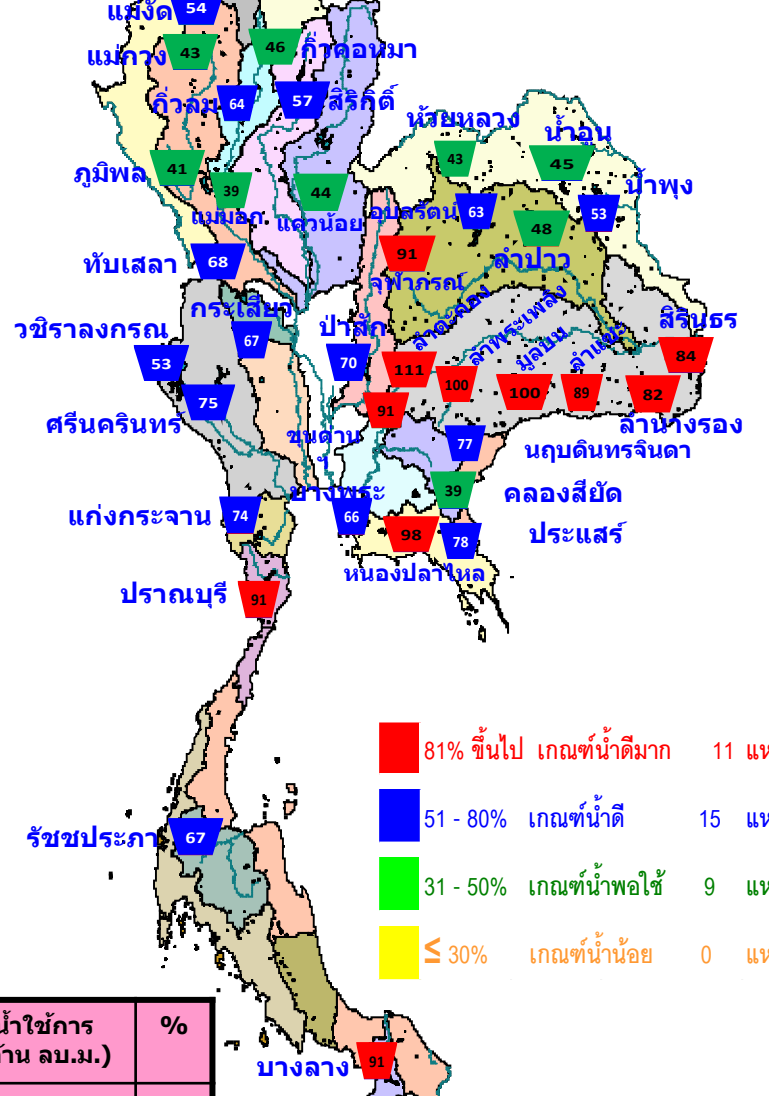 แม่งัด 54
แม่กวง 43 46 กิ่วคอหมา
กิ่วลม 64 57 สิริกิติ์
ห้วยหลวง น้ำอูน
ภูมิพล 41 43 45 น้ำพุง
39 44
แม่มอก แควน้อย อุบลรัตน์ 63 48 53
ทับเสลา 68 91 ลำปาว
จุฬาภรณ์
กระเสียว
วชิราลงกรณ 67 ป่าสัก ลำตะคอง ลำพระเพลิง มูลบน ลำแชะ สิรินธร
53 70 111 84
75 91 100 100 89 82
ศรีนครินทร์ ลำนางรอง
ขุนด่าน 77 นฤบดินทรจินดา
ฯ
บางพระ 39 คลองสียัด
แก่งกระจาน 74 66 98 78 ประแสร์
หนองปลาไหล
ปราณบุรี 91
81% ขึ้นไป เกณฑ์น้ำดีมาก 11
51 - 80% เกณฑ์น้ำดี 15
รัชชประภา 67
31 - 50% เกณฑ์น้ำพอใช้ 9
≤ 30% เกณฑ์น้ำน้อย 0
น้ำใช้การ %
ลบ.ม.)
บางลาง 91